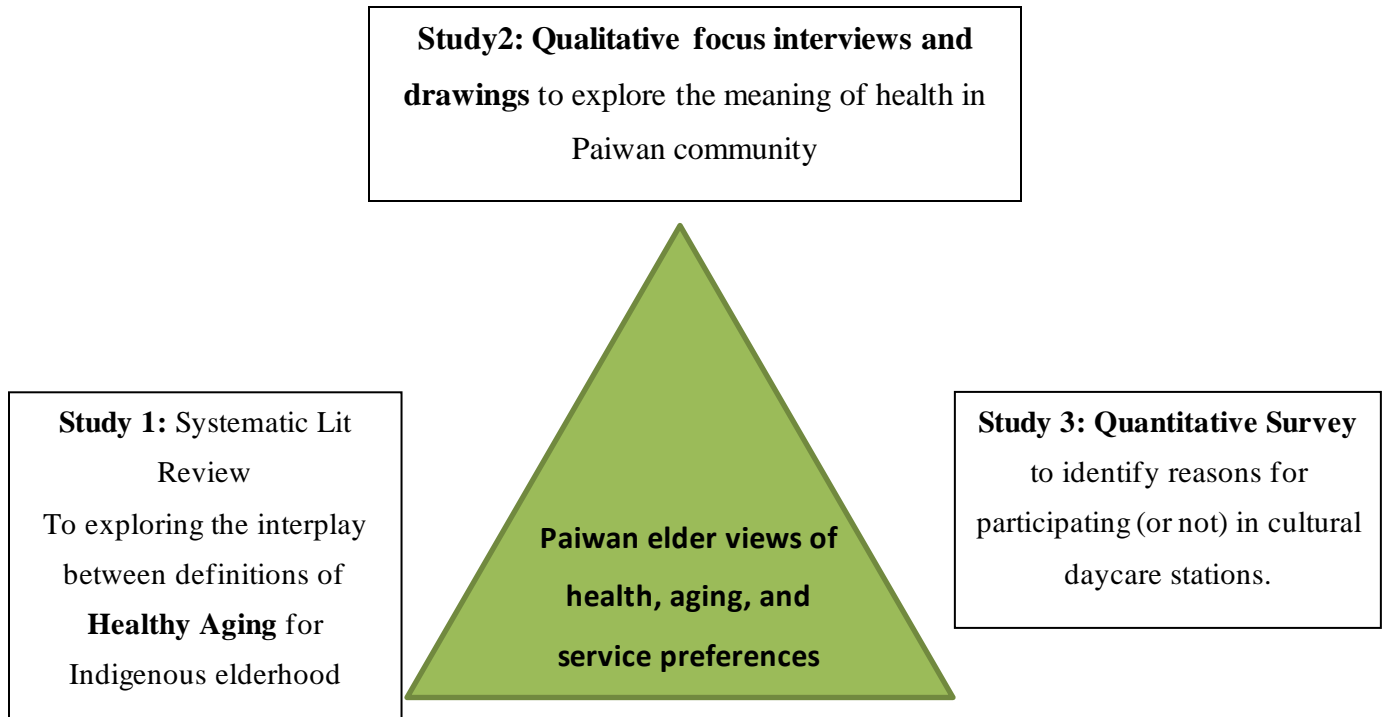 Study2: Qualitative focus interviews and
drawings to explore the meaning of health in
Paiwan community
Study 1: Systematic Lit
Review
To exploring the interplay
between definitions of
Healthy Aging for
Indigenous elderhood
Paiwan elder views of
health, aging, and
service preferences
Study 3: Quantitative Survey
to identify reasons for
participating (or not) in cultural
daycare stations.